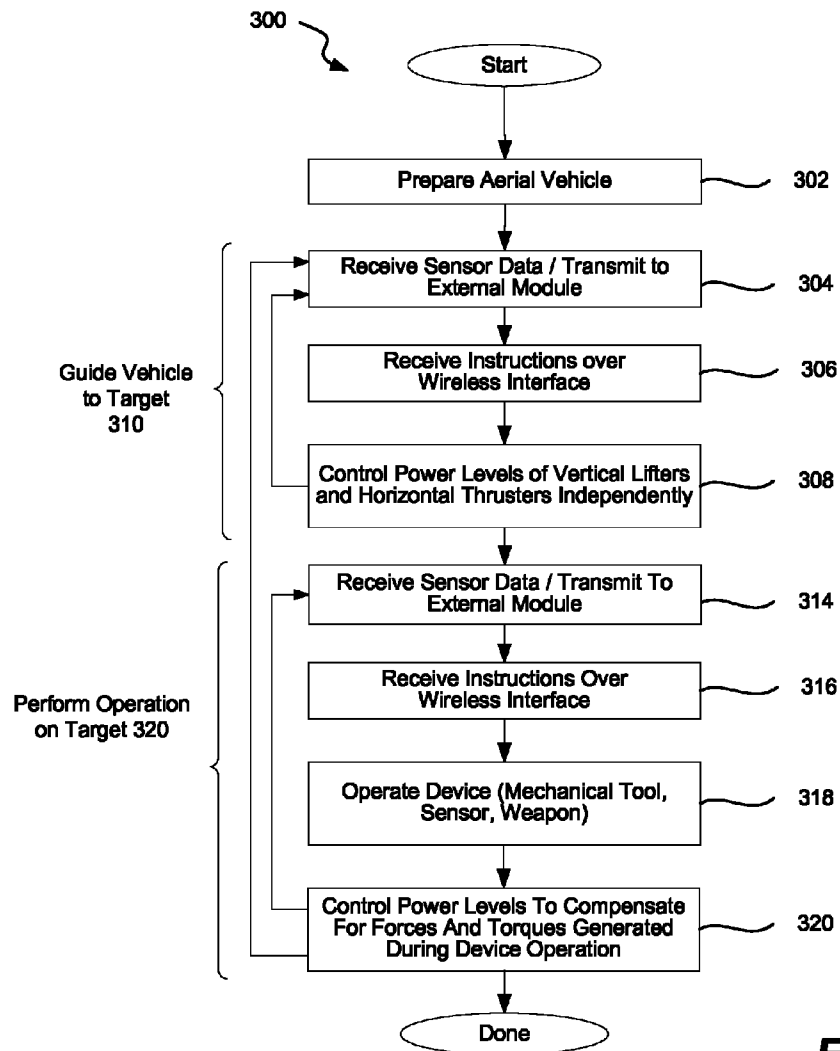 300
Start
Prepare Aerial Vehicle
302
Receive Sensor Data / Transmit to
External Module
304
Receive Instructions over
Wireless Interface
306
Guide Vehicle
to Target
310
Control Power Levels of Vertical Lifters
and Horizontal Thrusters Independently
308
Receive Sensor Data / Transmit To
External Module
314
Receive Instructions Over
Wireless Interface
316
Perform Operation
on Target 320
Operate Device (Mechanical Tool,
Sensor, Weapon)
318
Control Power Levels To Compensate
For Forces And Torques Generated
During Device Operation
320
Done